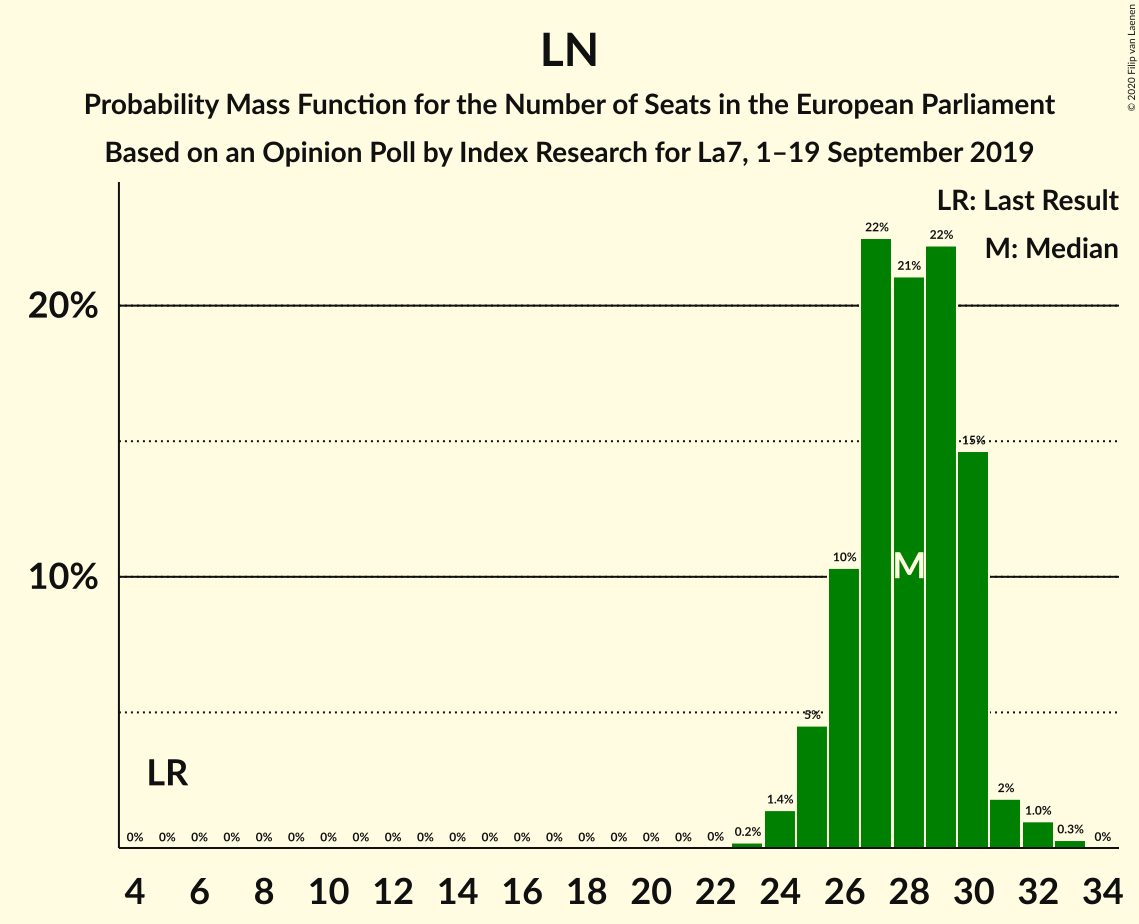 LN
Probability Mass Function for the Number of Seats in the European Parliament
Based on an Opinion Poll by Index Research for La7, 1–19 September 2019
© 2020 Filip van Laenen
LR: Last Result
M: Median
20%
10%
22%
21%
22%
15%
10%
M
5%
LR
0% 0% 0% 0% 0% 0% 0% 0% 0% 0% 0% 0% 0% 0% 0% 0% 0% 0% 0% 0.2% 1.4% 2% 1.0% 0.3% 0%
4 6 8 10 12 14 16 18 20 22 24 26 28 30 32 34